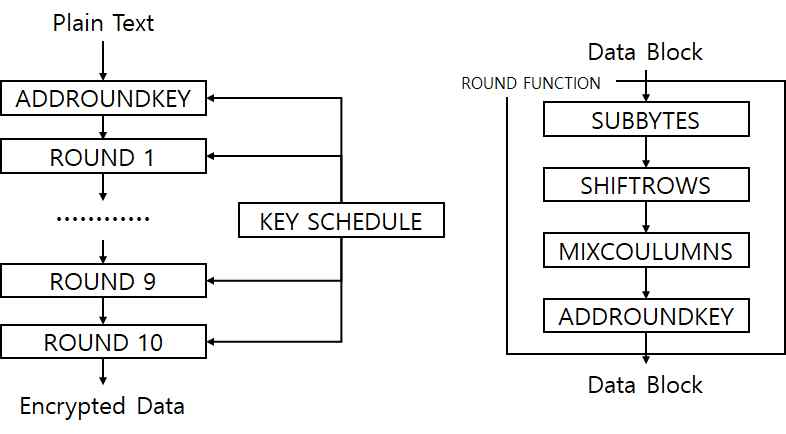 Plain Text
ADDROUNDKEY
ROUND 1
............
KEY SCHEDULE
ROUND 9
ROUND 10
Encrypted Data
Data Block
ROUND FUNCTION
SUBBYTES
SHIFTROWS
MIXCOULUMNS
ADDROUNDKEY
Data Block